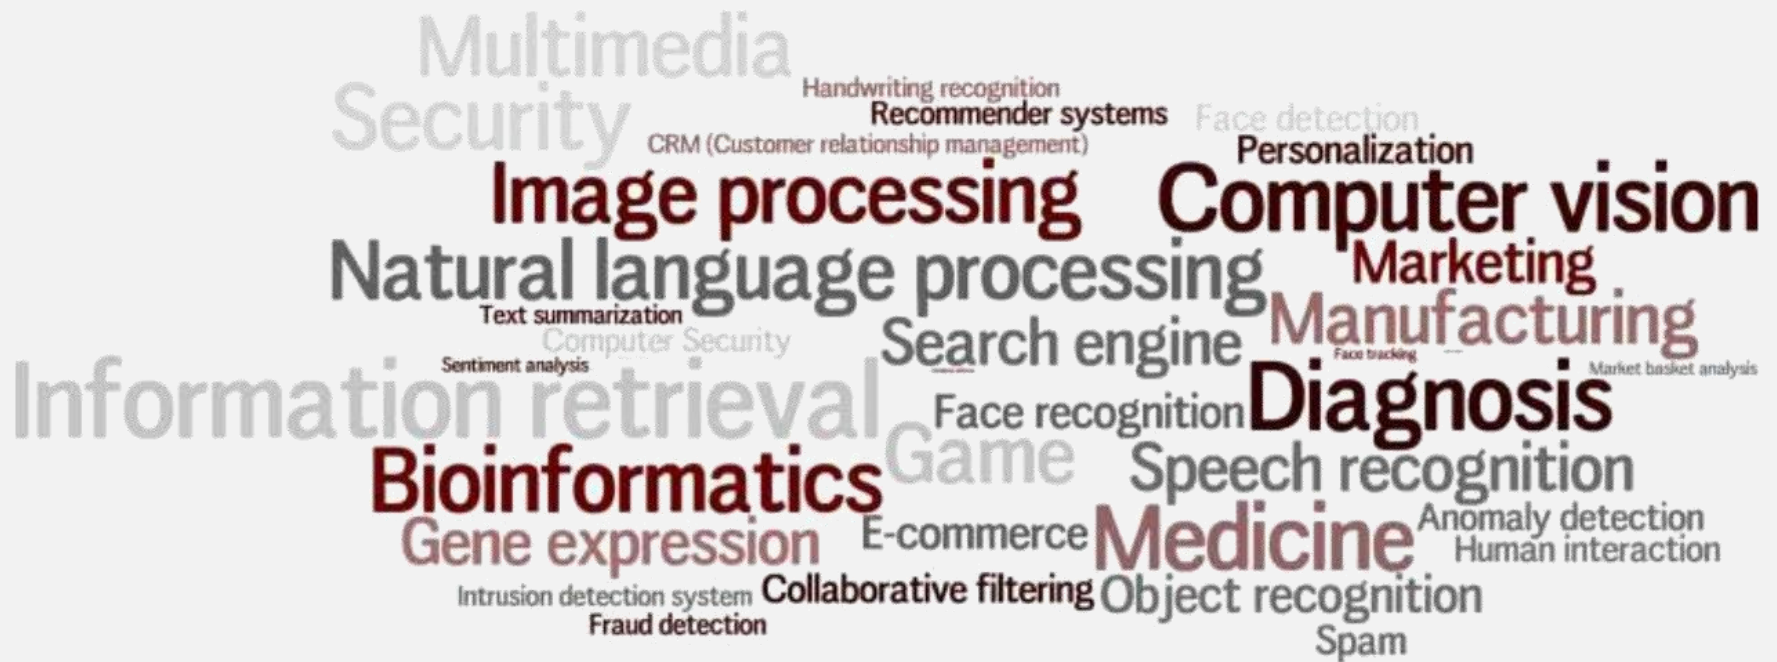 Multimedia
Handwriting recognition
Security
Recommender systems
Face detection
CRM (Customer relationship management)
Personalization
Image processing
Computer vision
Natural language processing
Marketing
Text summarization
Manufacturing
Computer Security
Search engine
Face tracking
Sentiment analysis
Market basket analysis
Information retrieval
Diagnosis
Face recognition
Game
Speech recognition
Bioinformatics
Anomaly detection
Gene expression
E-commerce
Medicine
Human interaction
Intrusion detection system
Collaborative filtering
Object recognition
Fraud detection
Spam